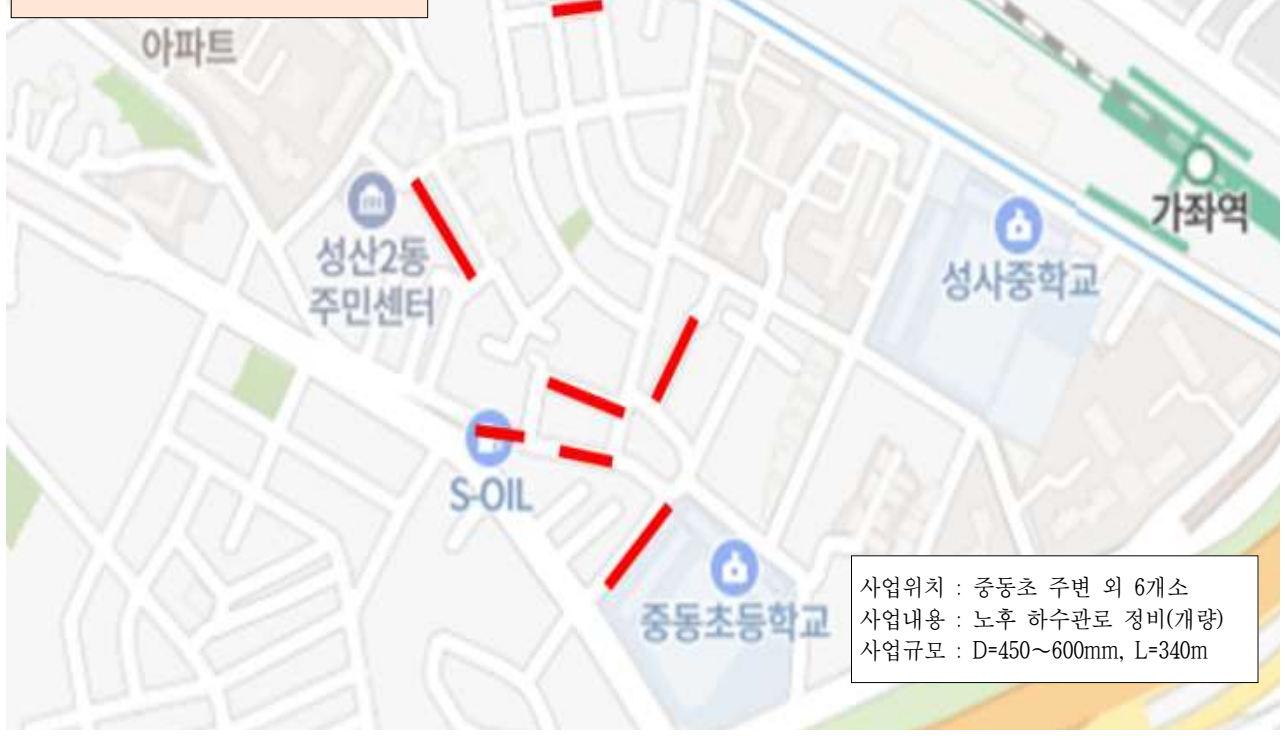 아파트
가좌역
성산2동
주민센터
성사중학교
S-OIL
중동초등학교
사업위치 : 중동초 주변 외 6개소
사업내용 : 노후 하수관로 정비(개량)
사업규모 : D=450～600mm, L=340m